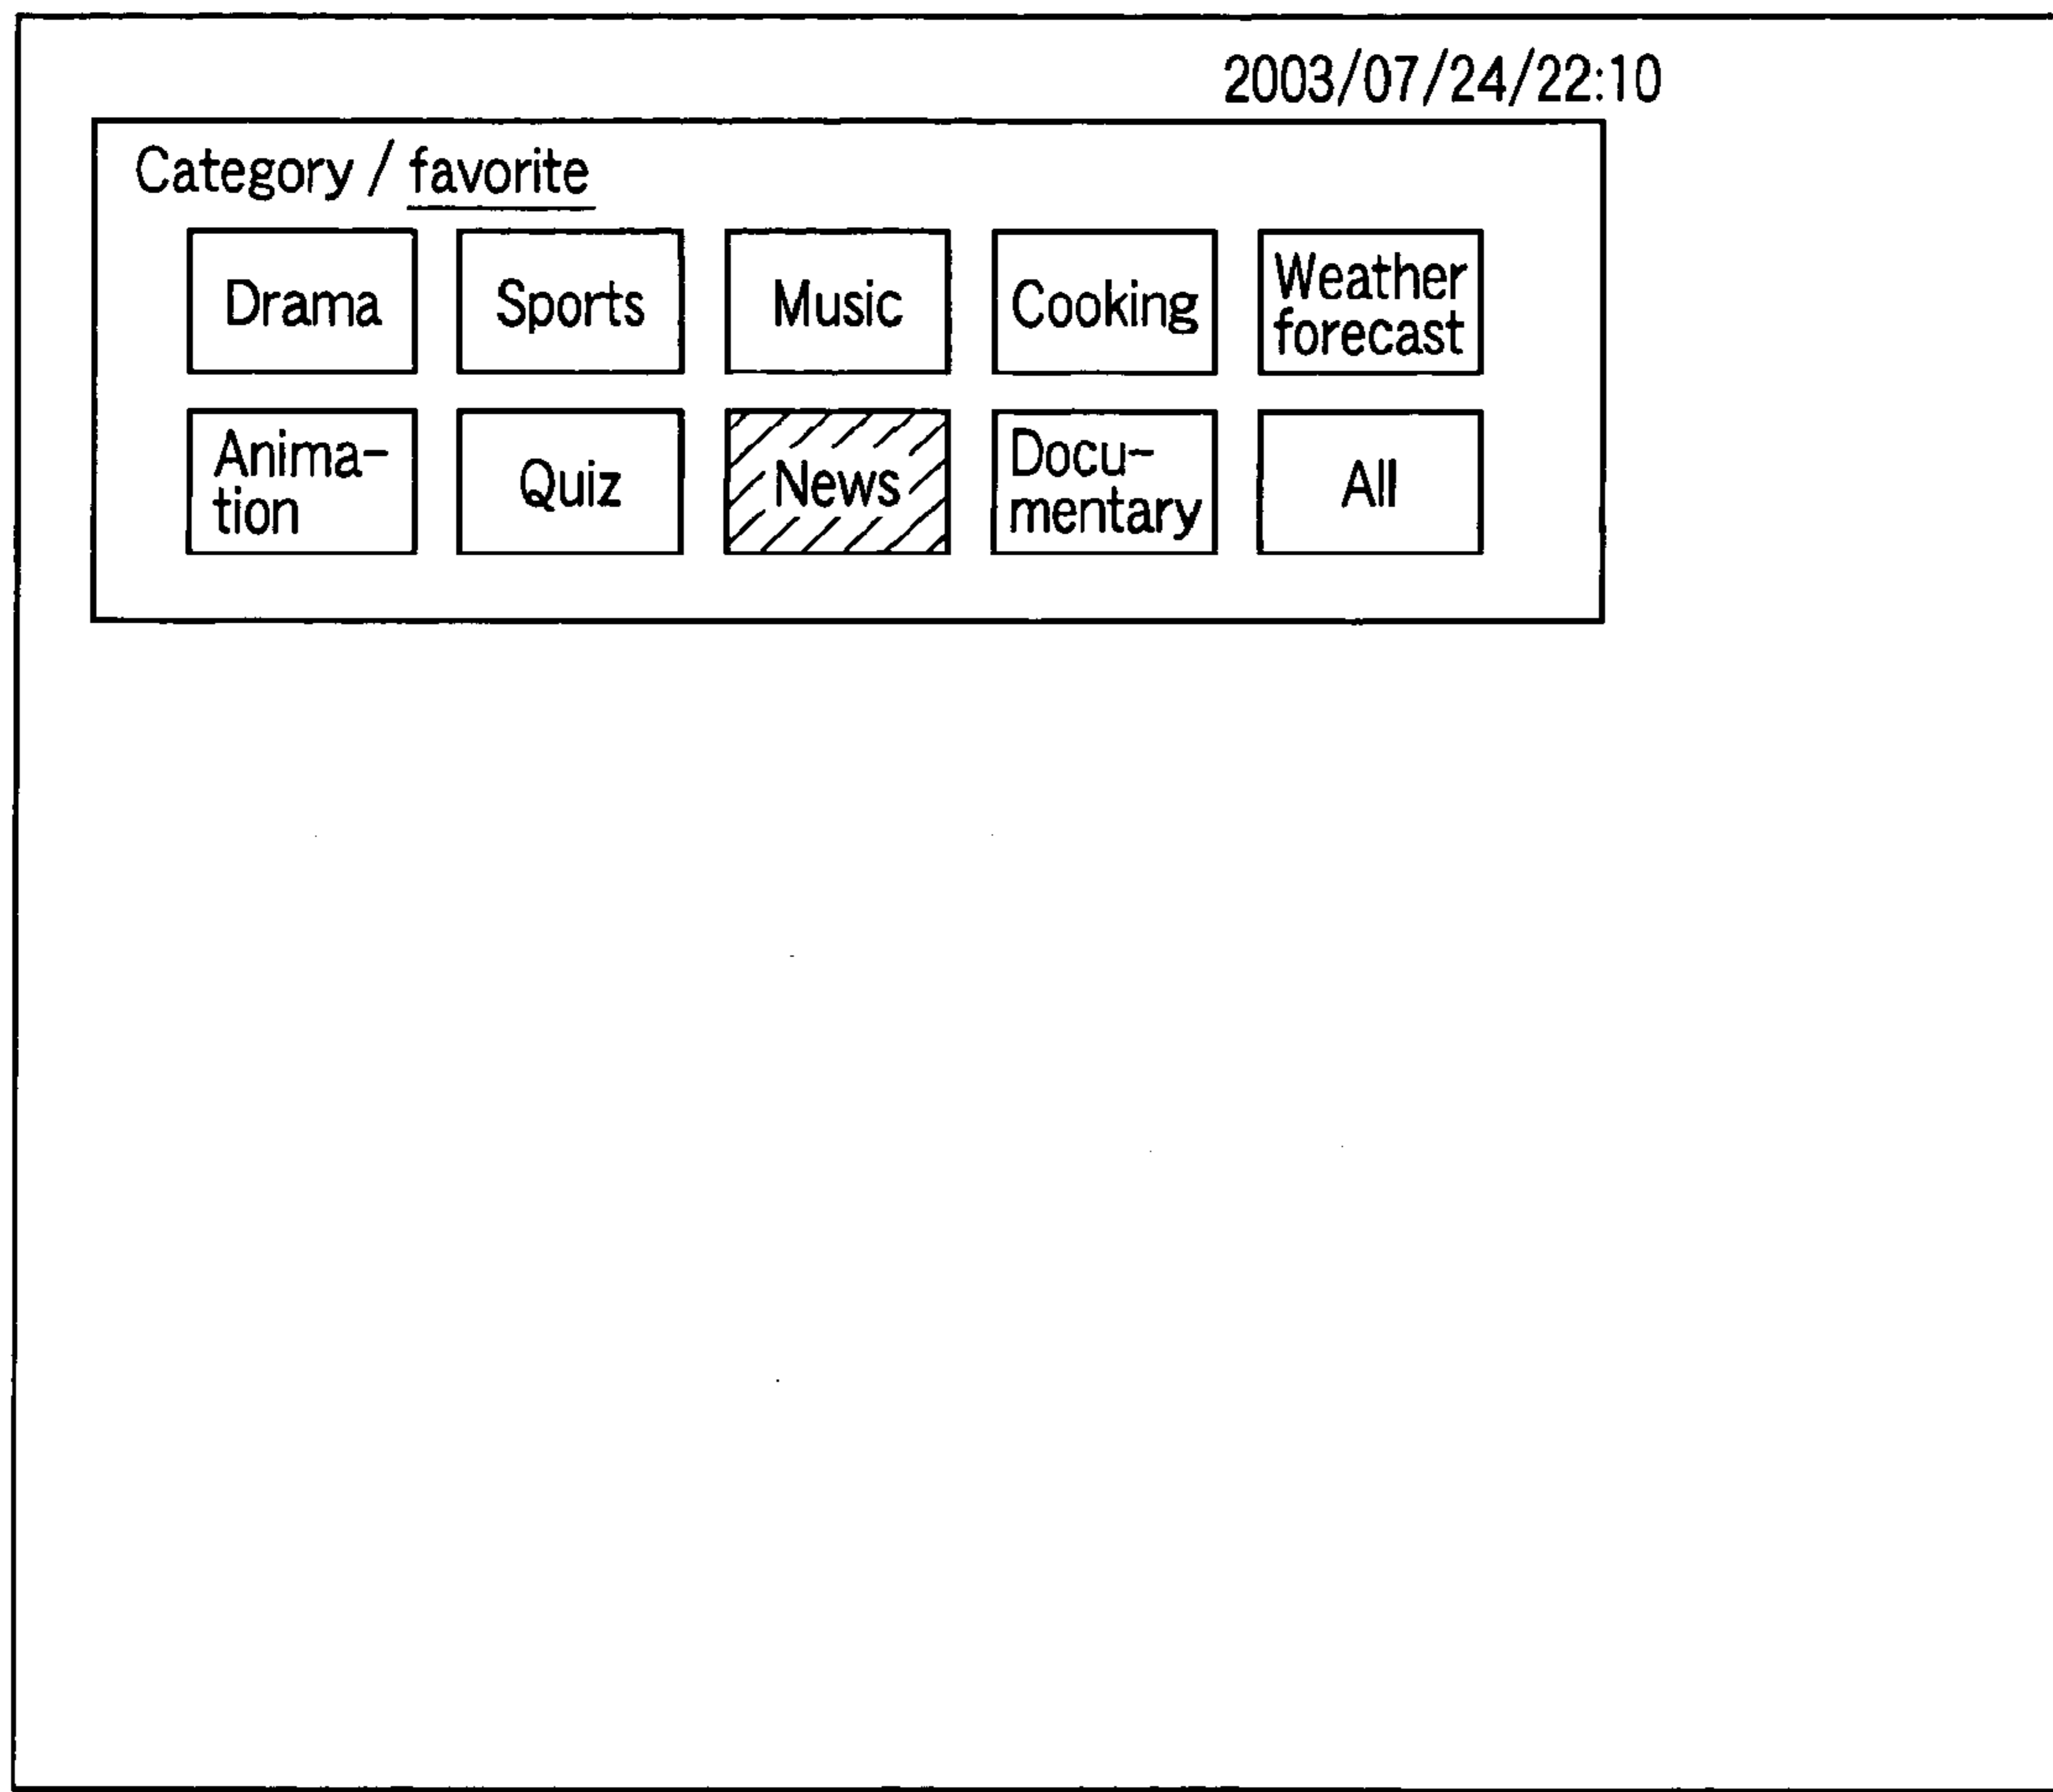 2003/07/24/22:10
Category / favorite
Drama
Sports
Music
Cooking
Weather
forecast
Anima-
tion
Quiz
News
Docu-
mentary
All